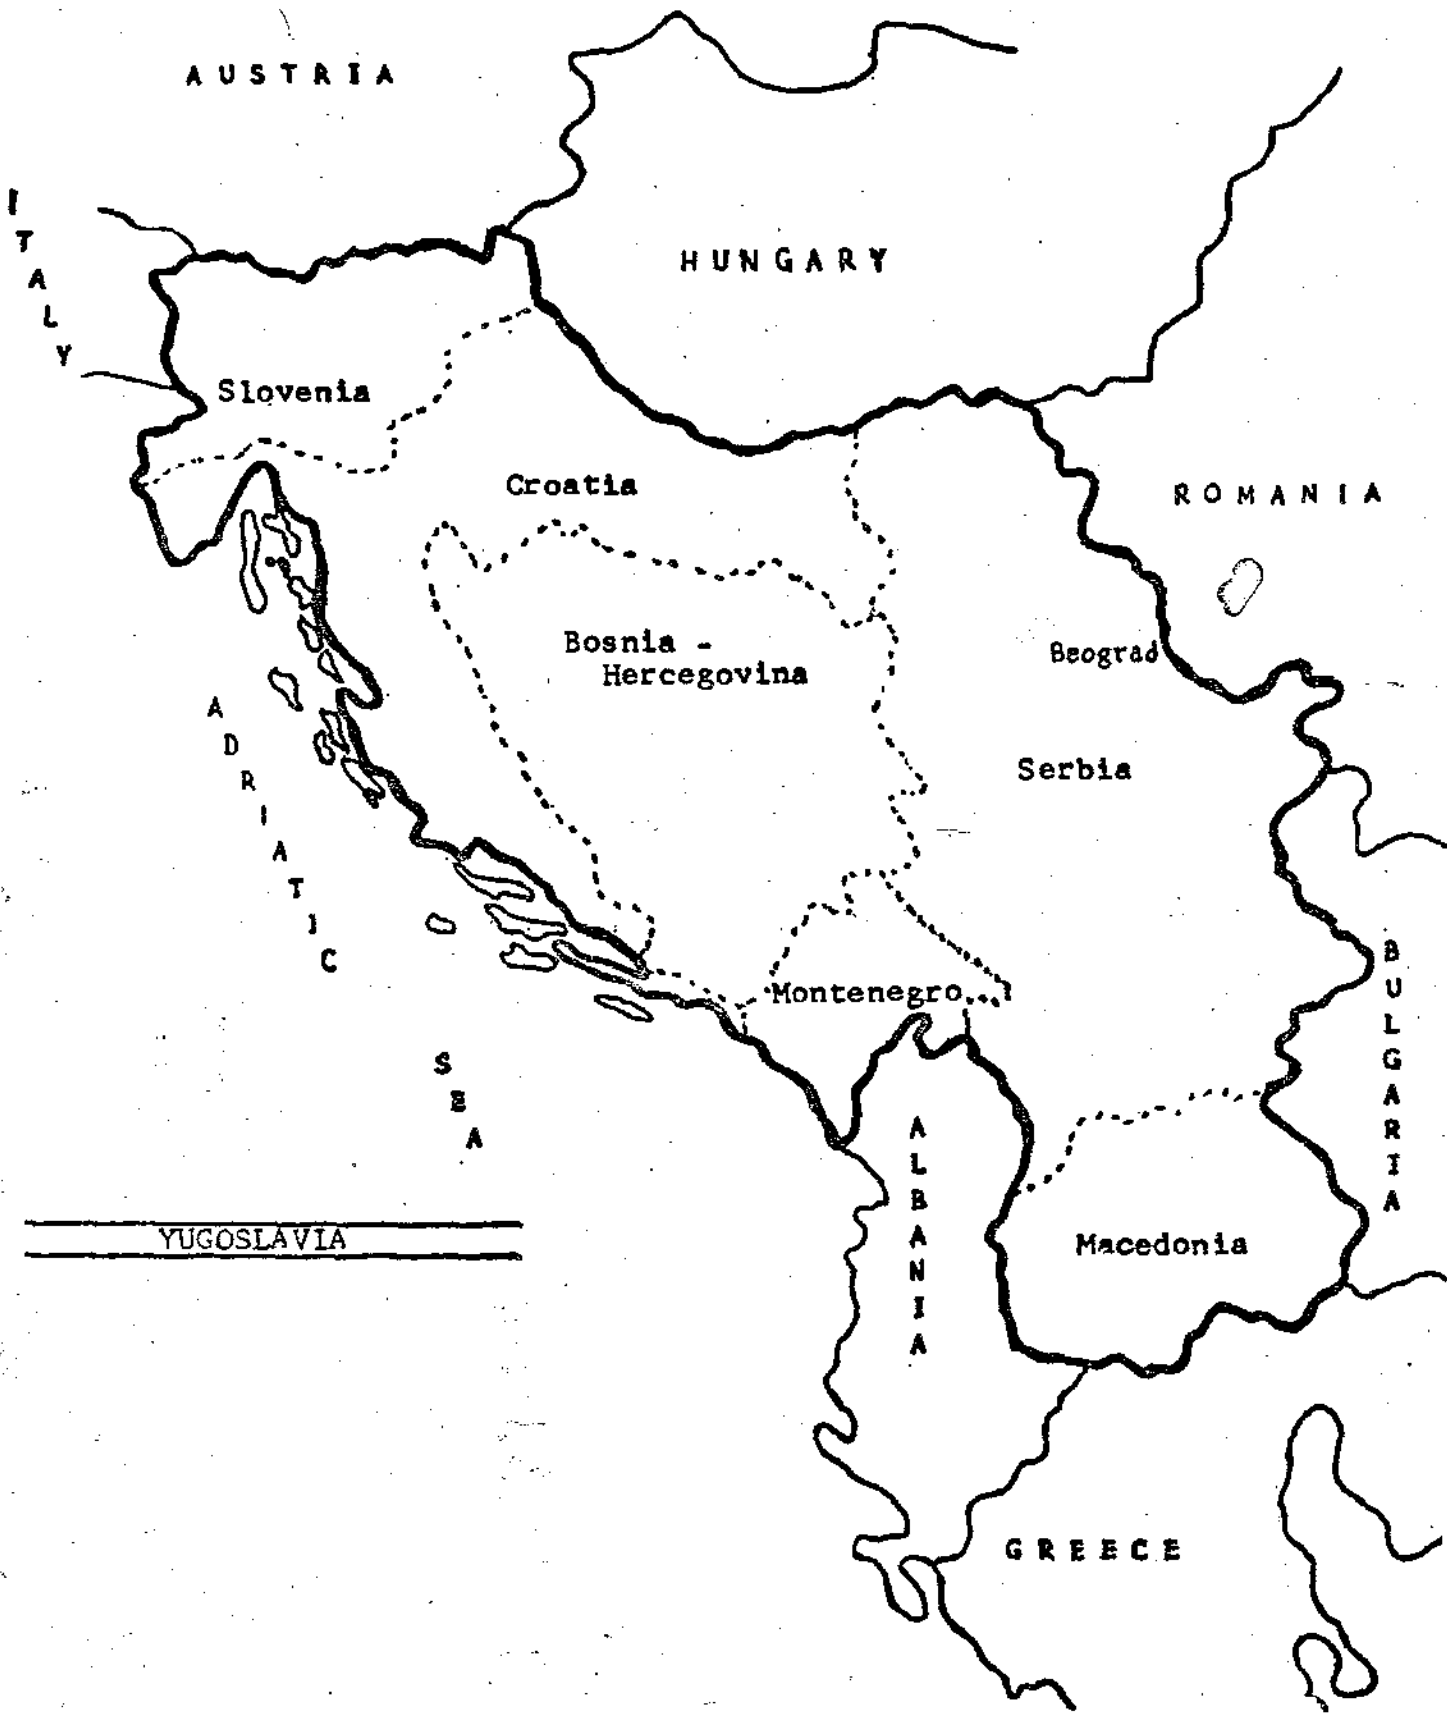 AUSTRIA
ITALY
HUNGARY
Slovenia
Croatia
ROMANIA
Bosnia -
Hercegovina
Beograd
ADRIATIC
SEA
Serbia
BULGARIA
Montenegro
ALBANIA
YUGOSLAVIA
Macedonia
GREECE